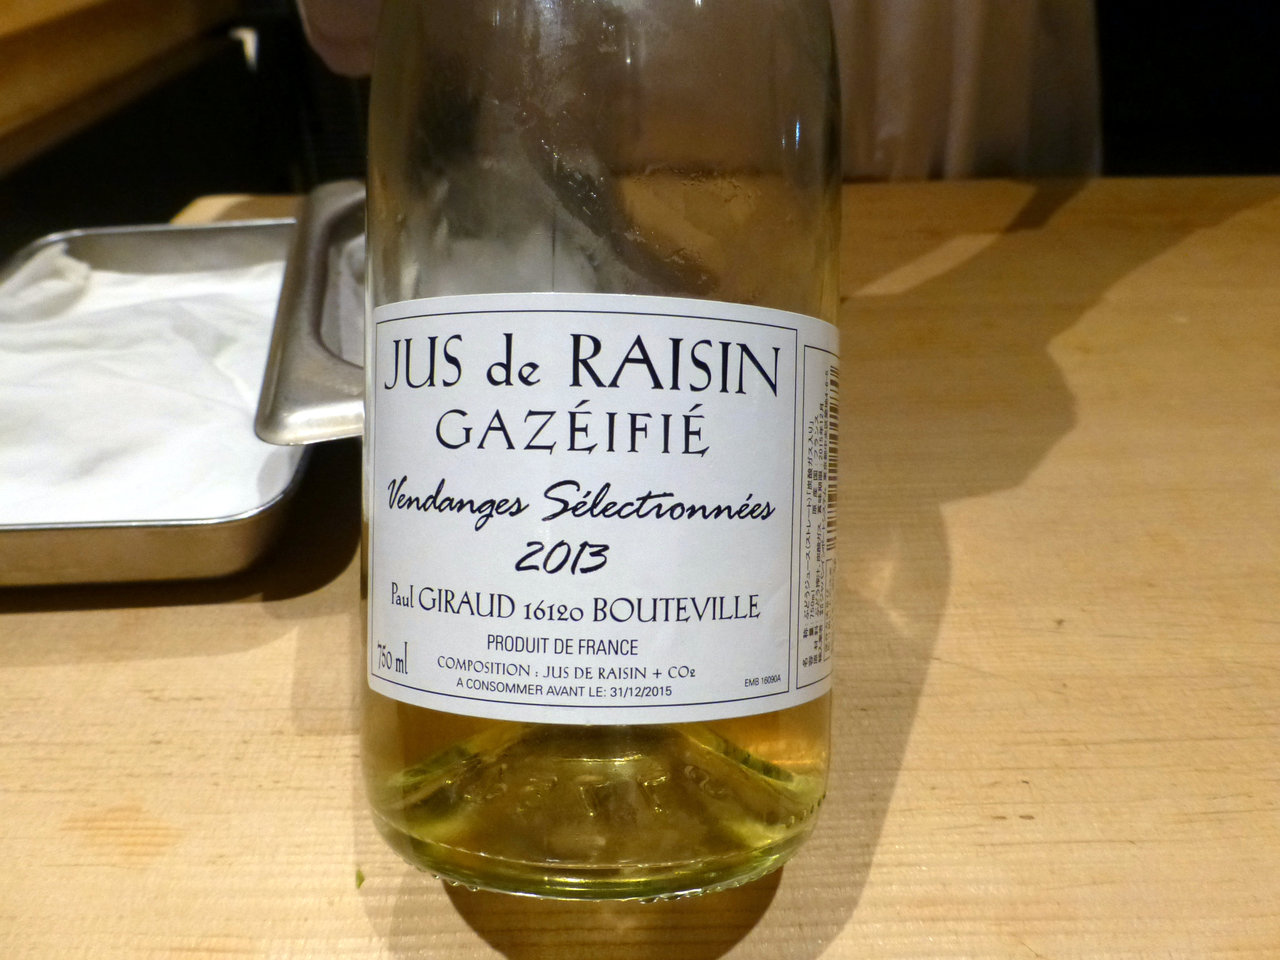 JUS de RAISIN
GAZÉIFIÉ
Vendanges Sélectionnées
2013
Paul GIRAUD 16120 BOUTEVILLE
PRODUIT DE FRANCE
750 ml
COMPOSITION : JUS DE RAISIN + CO2
A CONSOMMER AVANT LE: 31/12/2015
EMB 16090A